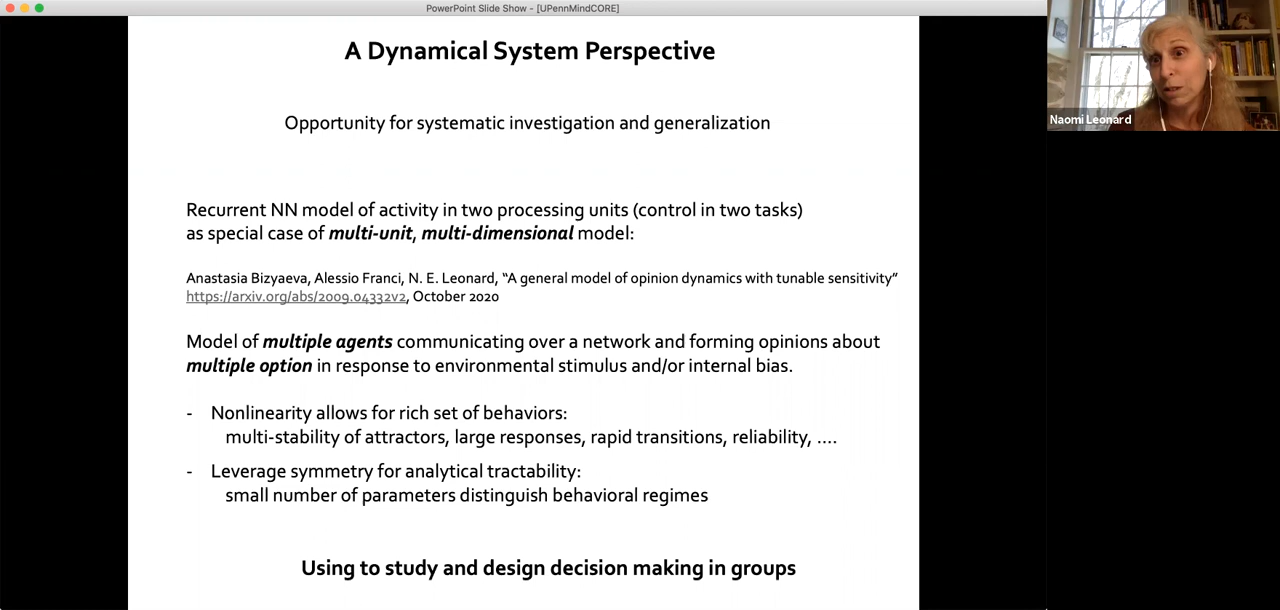 PowerPoint Slide Show - [UPennMindCORE]
A Dynamical System Perspective
Opportunity for systematic investigation and generalization
Recurrent NN model of activity in two processing units (control in two tasks)
as special case of multi-unit, multi-dimensional model:
Anastasia Bizyaeva, Alessio Franci, N. E. Leonard, “A general model of opinion dynamics with tunable sensitivity”
https://arxiv.org/abs/2009.04332v2, October 2020
Model of multiple agents communicating over a network and forming opinions about
multiple option in response to environmental stimulus and/or internal bias.
- Nonlinearity allows for rich set of behaviors:
multi-stability of attractors, large responses, rapid transitions, reliability, ....
- Leverage symmetry for analytical tractability:
small number of parameters distinguish behavioral regimes
Using to study and design decision making in groups
Naomi Leonard